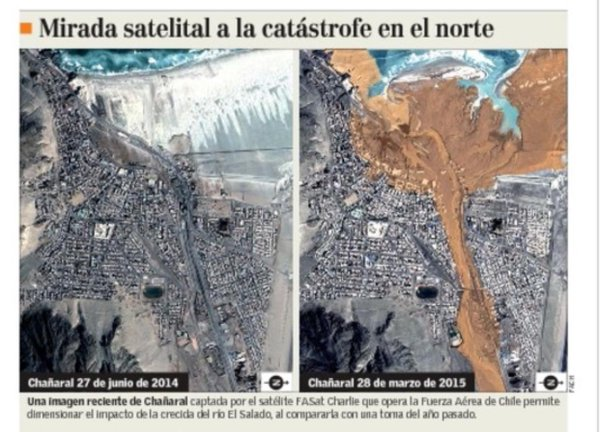 Mirada satelital a la catástrofe en el norte
Chañaral 27 de junio de 2014
N
Chañaral 28 de marzo de 2015
N
FACH
Una imagen reciente de Chañaral captada por el satélite FASat Charlie que opera la Fuerza Aérea de Chile permite
dimensionar el impacto de la crecida del río El Salado, al compararla con una toma del año pasado.